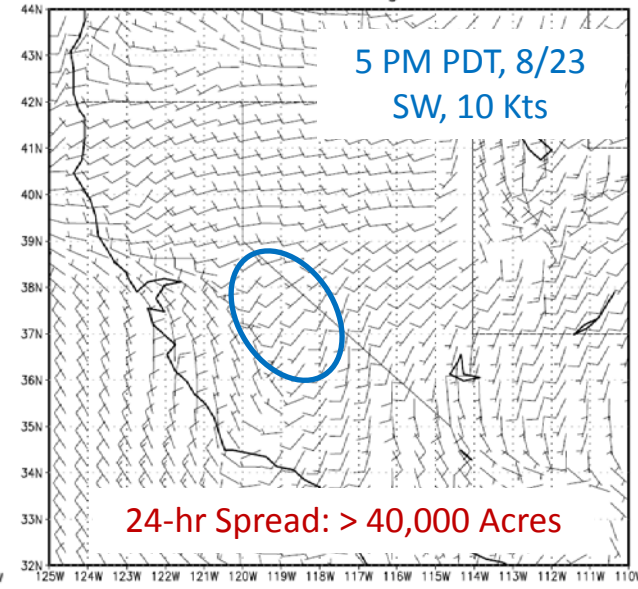 44N
43N
42N
41N
40N
39N
38N
37N
36N
35N
34N
33N
32N
5 PM PDT, 8/23
SW, 10 Kts
24-hr Spread: > 40,000 Acres
125W 124W 123W 122W 121W 120W 119W 118W 117W 116W 115W 114W 113W 112W 111W 110W